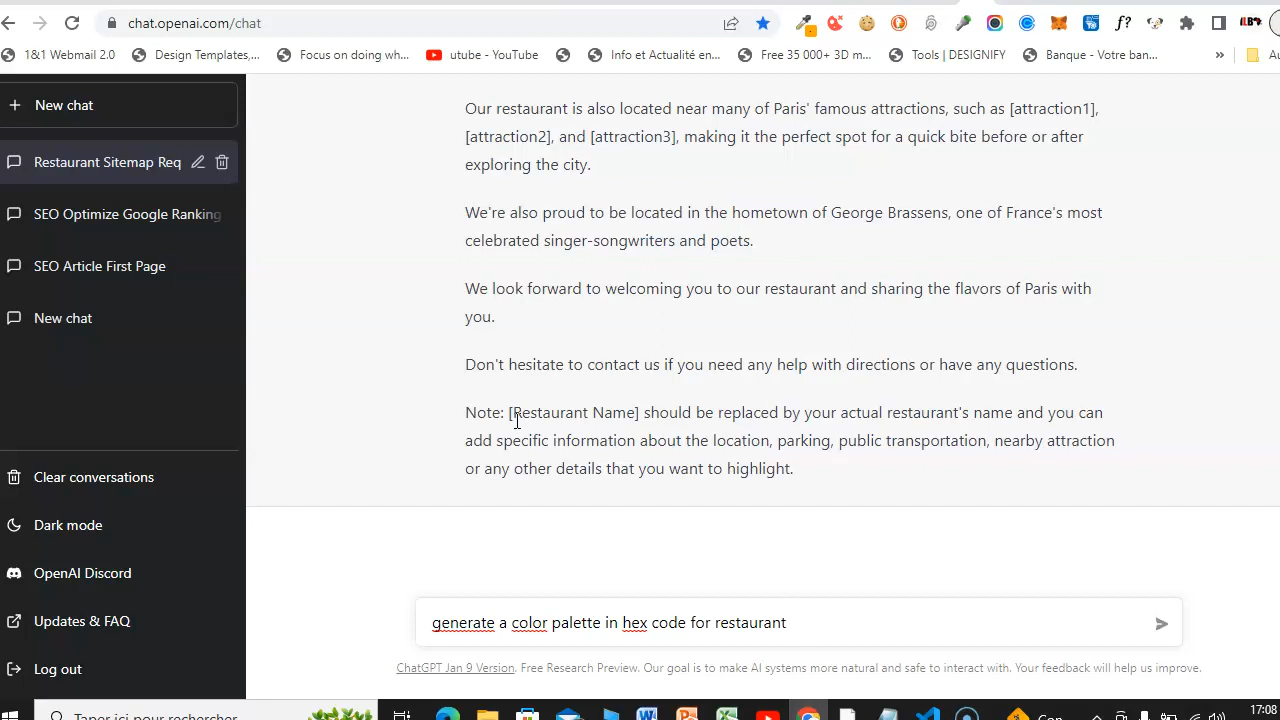 chat.openai.com/chat
1&1 Webmail 2.0
Design Templates,...
Focus on doing wh...
utube - YouTube
Info et Actualité en...
Free 35 000+ 3D m...
Tools | DESIGNIFY
Banque - Votre ban...
»
New chat
Restaurant Sitemap Req
SEO Optimize Google Ranking
SEO Article First Page
New chat
Clear conversations
Dark mode
OpenAI Discord
Updates & FAQ
Log out
Our restaurant is also located near many of Paris' famous attractions, such as [attraction1],
[attraction2], and [attraction3], making it the perfect spot for a quick bite before or after
exploring the city.
We're also proud to be located in the hometown of George Brassens, one of France's most
celebrated singer-songwriters and poets.
We look forward to welcoming you to our restaurant and sharing the flavors of Paris with
you.
Don't hesitate to contact us if you need any help with directions or have any questions.
Note: [Restaurant Name] should be replaced by your actual restaurant's name and you can
add specific information about the location, parking, public transportation, nearby attraction
or any other details that you want to highlight.
generate a color palette in hex code for restaurant
ChatGPT Jan 9 Version. Free Research Preview. Our goal is to make AI systems more natural and safe to interact with. Your feedback will help us improve.
Taper ici pour rechercher
17:08